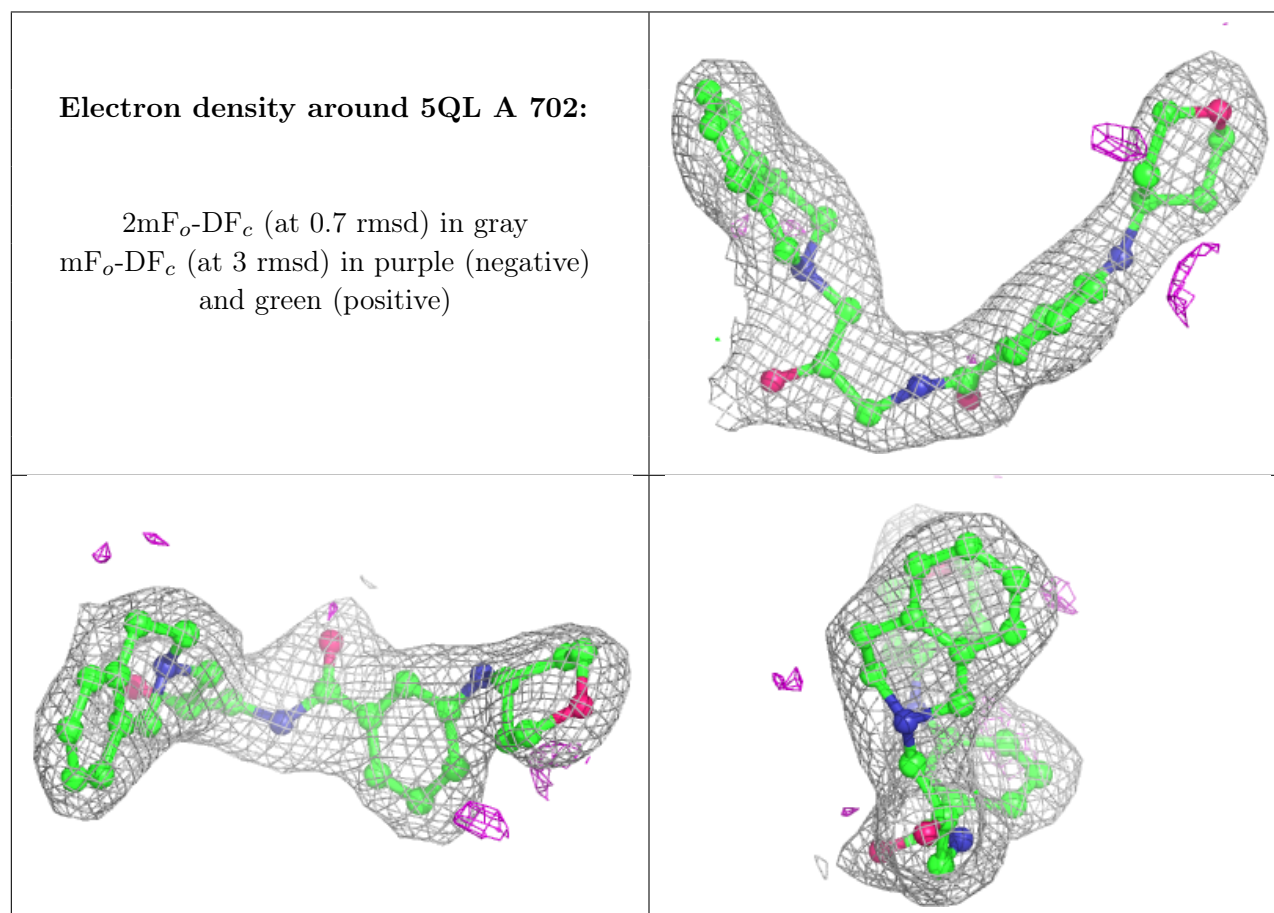 Electron density around 5QL A 702:
2mFo-DFc (at 0.7 rmsd) in gray
mFo-DFc (at 3 rmsd) in purple (negative)
and green (positive)